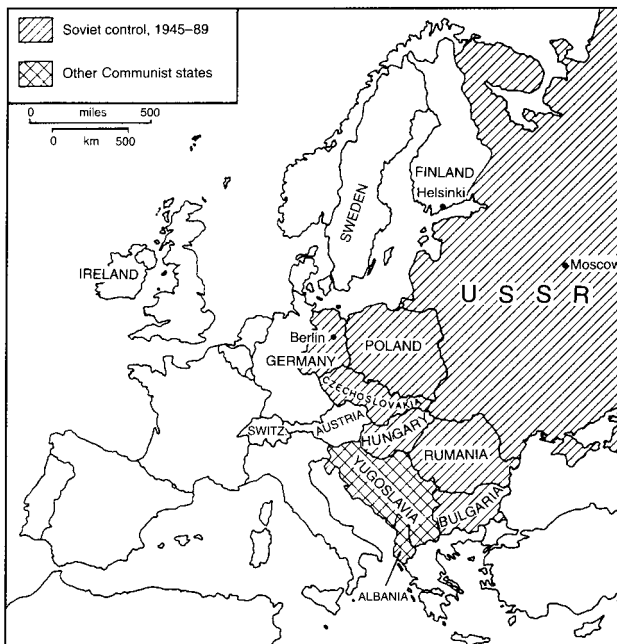 Soviet control, 1945–89
Other Communist states
0 miles 500
0 km 500
FINLAND
Helsinki
SWEDEN
IRELAND
Moscow
USSR
Berlin
POLAND
GERMANY
CZECHOSLOVAKIA
SWITZ
AUSTRIA
HUNGARY
RUMANIA
YUGOSLAVIA
BULGARIA
ALBANIA